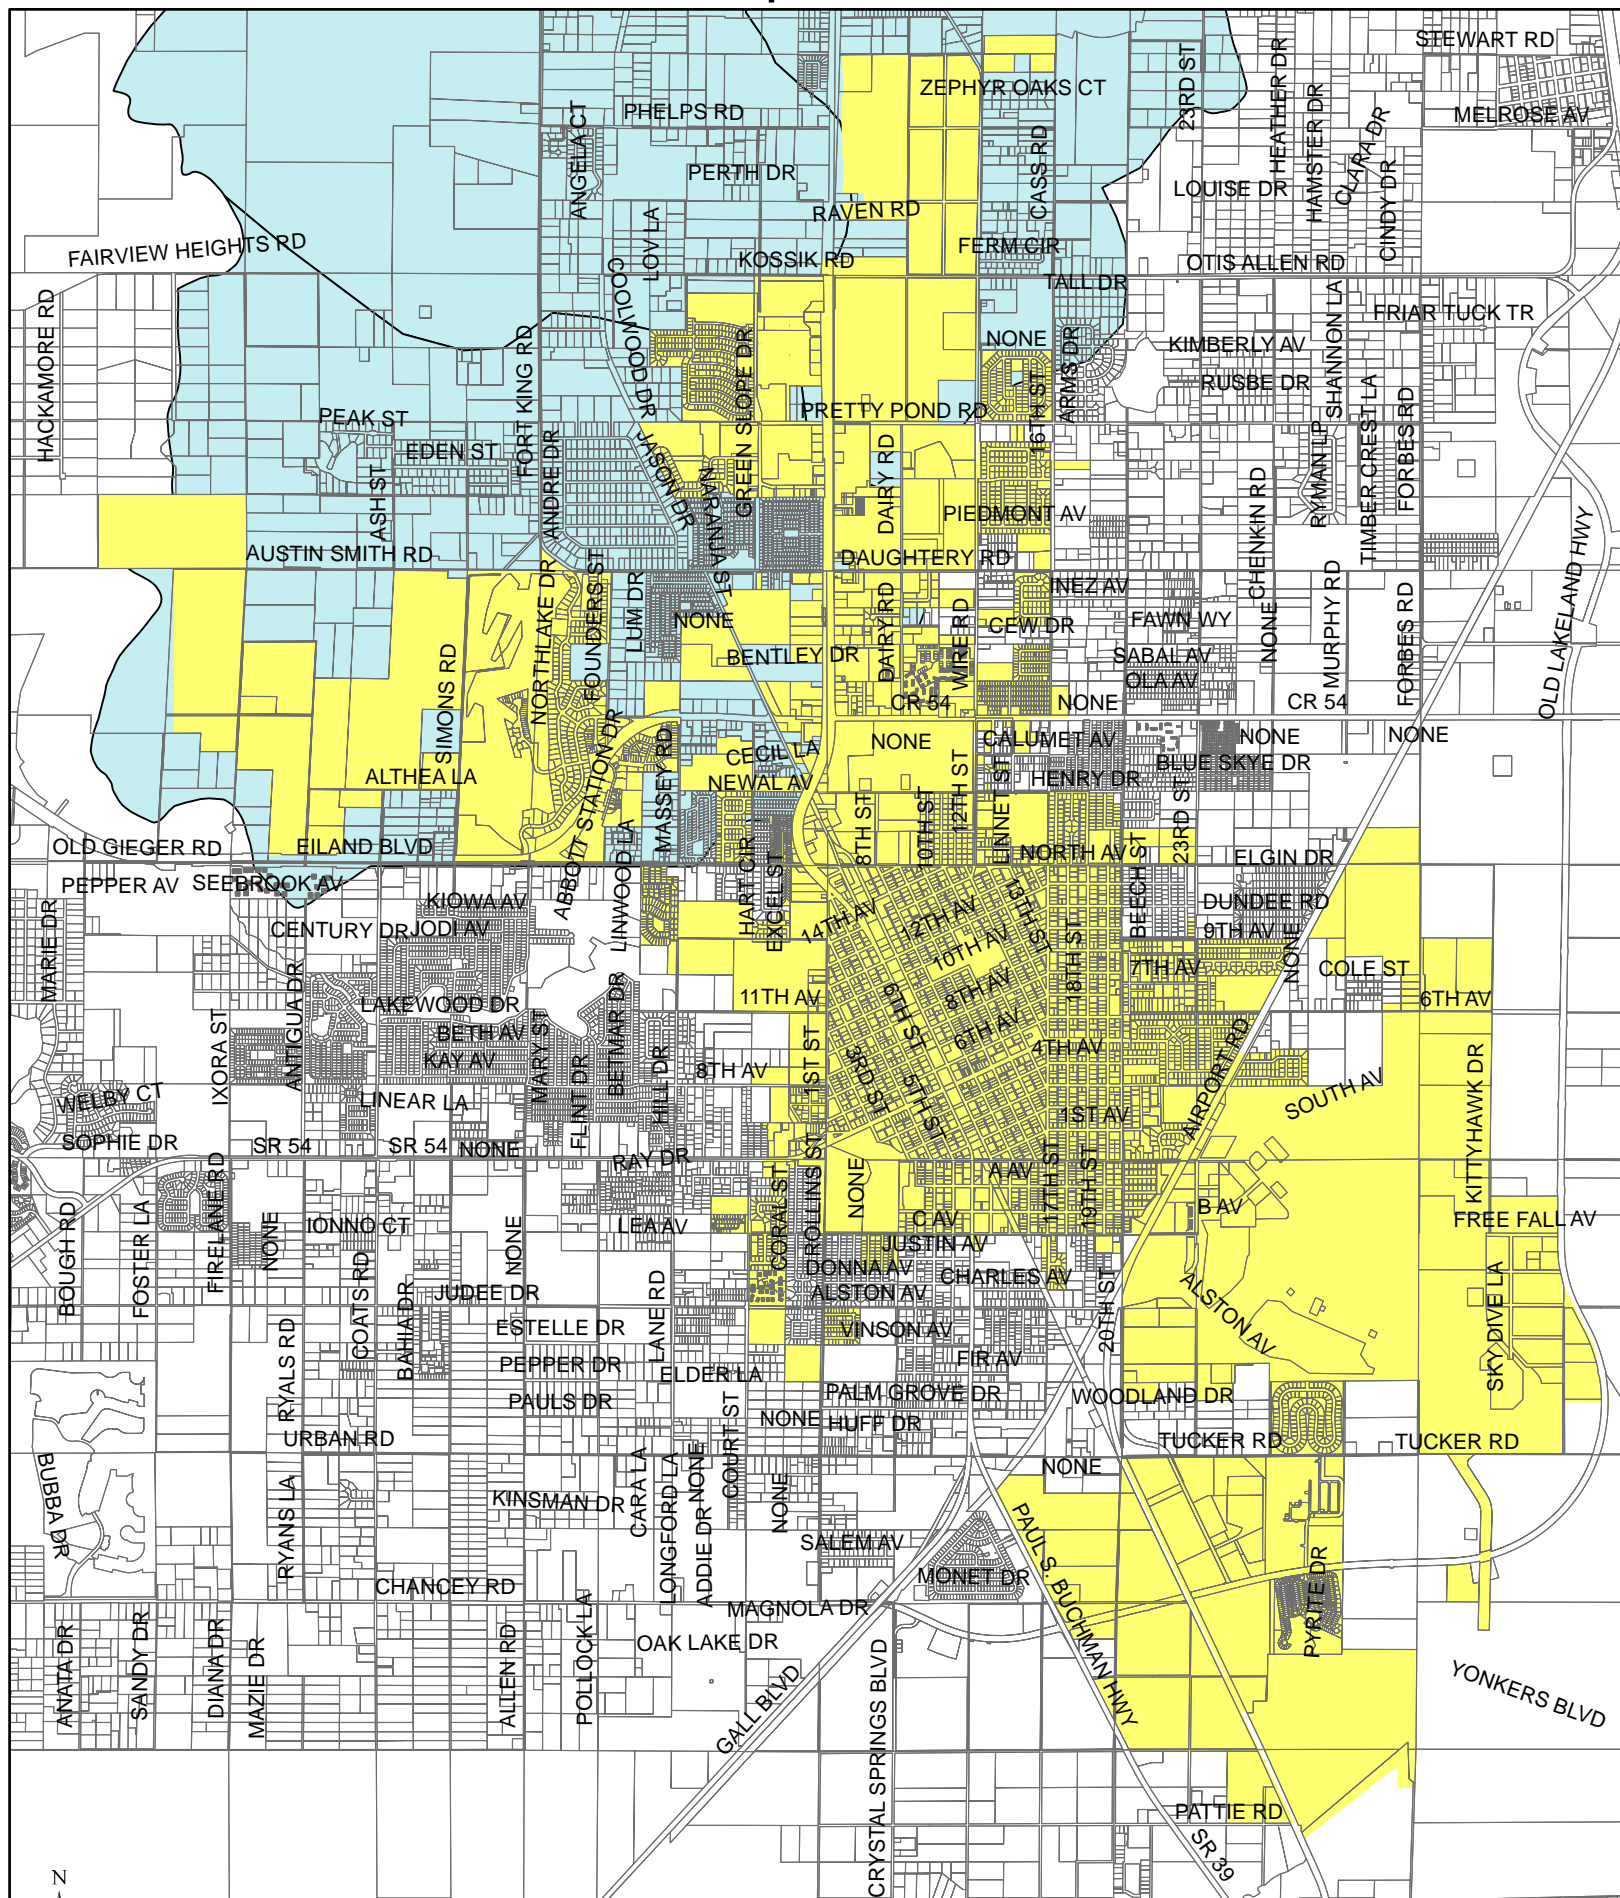 STEWART RD
ZEPHYR OAKS CT
PHELPS RD
MELROSE AV
23RD ST
HEATHER DR
HAMSTER DR
CLARA DR
ANGELA CT
CASS RD
PERTH DR
LOUISE DR
CINDY DR
RAVEN RD
LOV LA
FAIRVIEW HEIGHTS RD
FERM CIR
KOSSIK RD
OTIS ALLEN RD
TALL DR
COOLWOOD DR
HACKAMORE RD
FRIAR TUCK TR
SHANNON LA
NONE
KIMBERLY AV
FORT KING RD
GREEN SLOPE DR
ARMS DR
RUSBE DR
16TH ST
PRETTY POND RD
PEAK ST
TIMBER CREST LA
FORBES RD
EDEN ST
RYMAN LP
ANDRE DR
JASON DR
DAIRY RD
ASH ST
NARANJA ST
PIEDMONT AV
CHENKIN RD
AUSTIN SMITH RD
DAUGHTERY RD
OLD LAKELAND HWY
INEZ AV
NORTHLAKE DR
FOUNDERS ST
LUM DR
NONE
DAIRY RD
WIRE RD
CEW DR
FAWN WY
NONE
MURPHY RD
FORBES RD
BENTLEY DR
SABAL AV
OLA AV
SIMONS RD
CR 54
NONE
CR 54
NONE
CALUMET AV
NONE
NONE
CECIL LA
BLUE SKYE DR
ALTHEA LA
NEWAL AV
HENRY DR
MASSEY RD
ABBOTT STATION DR
12TH ST
LINNET ST
23RD ST
8TH ST
10TH ST
OLD GIEGER RD
EILAND BLVD
NORTH AV
BEECH ST
ELGIN DR
LINWOOD LA
HART CIR
EXCEL ST
PEPPER AV
SEEBROOK AV
KIOWA AV
13TH ST
DUNDEE RD
14TH AV
12TH AV
CENTURY DR
JODI AV
9TH AV
NONE
10TH AV
MARIE DR
7TH AV
COLE ST
18TH ST
ANTIGUA DR
LAKEWOOD DR
BETMAR DR
11TH AV
8TH AV
6TH AV
6TH ST
BETH AV
MARY ST
6TH AV
4TH AV
AIRPORT RD
KAY AV
IXORA ST
FLINT DR
HILL DR
8TH AV
1ST ST
3RD ST
5TH ST
KITTYHAWK DR
WELBY CT
LINEAR LA
SOUTH AV
1ST AV
SOPHIE DR
SR 54
SR 54
NONE
RAY DR
ROLLINS ST
A AV
17TH ST
19TH ST
BOUGH RD
FOSTER LA
FIRELANE RD
NONE
IONNO CT
NONE
LEA AV
CORAL ST
NONE
C AV
B AV
FREE FALL AV
JUSTIN AV
COATS RD
DONNA AV
CHARLES AV
BAHIA DR
JUDEE DR
LANE RD
ALSTON AV
20TH ST
ALSTON AV
SKY DIVE LA
RYALS RD
ESTELLE DR
VINSON AV
PEPPER DR
ELDER LA
FIR AV
PAULS DR
PALM GROVE DR
WOODLAND DR
COURT ST
NONE
HUFF DR
URBAN RD
TUCKER RD
TUCKER RD
BUBBA DR
RYANS LA
KINSMAN DR
CARA LA
LONGFORD LA
NONE
NONE
NONE
ADDIE DR
SALEM AV
PAUL S. BUCHMAN HWY
MONET DR
PYRITE DR
CHANCEY RD
MAGNOLA DR
ANATA DR
SANDY DR
DIANA DR
MAZIE DR
ALLEN RD
POLLOCK LA
OAK LAKE DR
YONKERS BLVD
GALL BLVD
CRYSTAL SPRINGS BLVD
PATTIE RD
SR 39
N